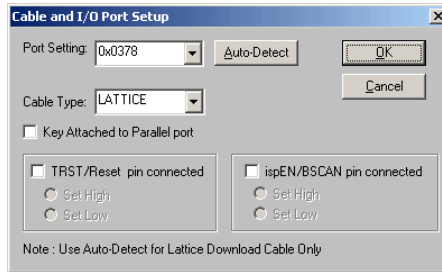 Cable and I/O Port Setup
Port Setting: 0x0378 Auto-Detect OK
Cancel
Cable Type: LATTICE
Key Attached to Parallel port
TRST/Reset pin connected
Set High
Set Low
ispEN/BSCAN pin connected
Set High
Set Low
Note : Use Auto-Detect for Lattice Download Cable Only